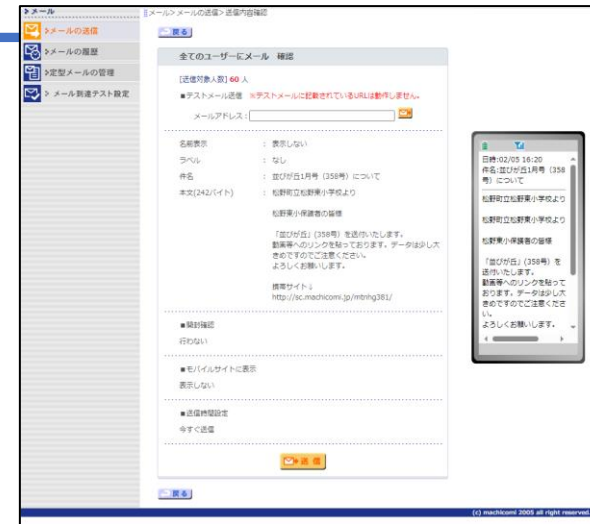 メール
メールの送信
メールの履歴
定型メールの管理
メール到達テスト設定
メール>メールの送信>送信内容確認
戻る
全てのユーザーにメール 確認
[送信対象人数] 60 人
■テストメール送信 ※テストメールに記載されているURLは動作しません。
メールアドレス:
名前表示 : 表示しない
ラベル : なし
件名 : 並びが丘1月号(358号)について
本文(242バイト) : 松野町立松野東小学校より
松野東小保護者の皆様
「並びが丘」(358号)を送付いたします。
動画等へのリンクを貼っております。データは少し大
きめですのでご注意ください。
よろしくお願いします。
携帯サイト↓
http://sc.machicomi.jp/mtnhg381/
■開封確認
行わない
■モバイルサイトに表示
表示しない
■送信時間設定
今すぐ送信
送信
戻る
日時:02/05 16:20
件名:並びが丘1月号(358
号)について
松野町立松野東小学校より
松野町立松野東小学校より
松野東小保護者の皆様
「並びが丘」(358号)を
送付いたします。
動画等へのリンクを貼って
おります。データは少し大
きめですのでご注意くださ
い。
よろしくお願いします。
(c) machicomi 2005 all right reserved.